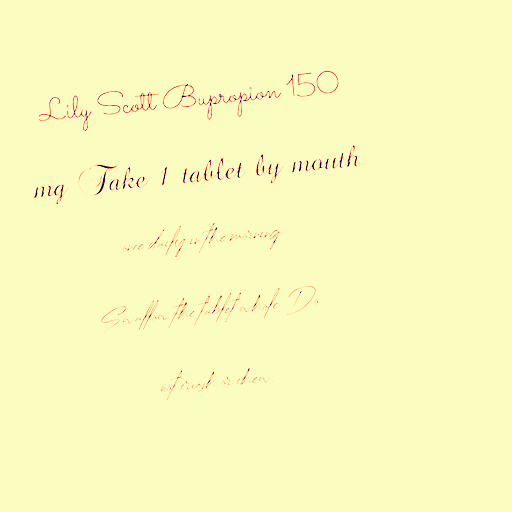 Lily Scott Bupropion 150
mg Take 1 tablet by mouth
once daily in the morning
Swallow the tablet whole Do
not crush or chew